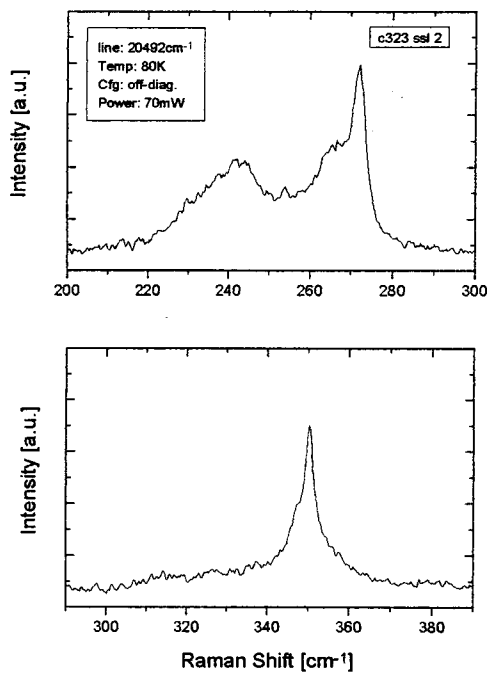 line: 20492cm-1
Temp: 80K
Cfg: off-diag.
Power: 70mW
c323 ssl 2
Intensity [a.u.]
200 220 240 260 280 300
Intensity [a.u.]
300 320 340 360 380
Raman Shift [cm-1]